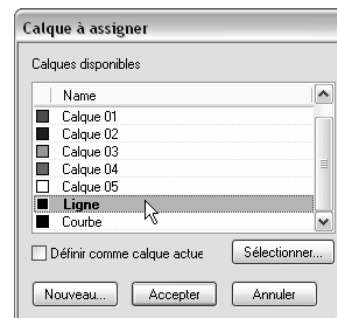 Calque à assigner
Calques disponibles
Name
Calque 01
Calque 02
Calque 03
Calque 04
Calque 05
Ligne
Courbe
Définir comme calque actue
Sélectionner...
Nouveau...
Accepter
Annuler